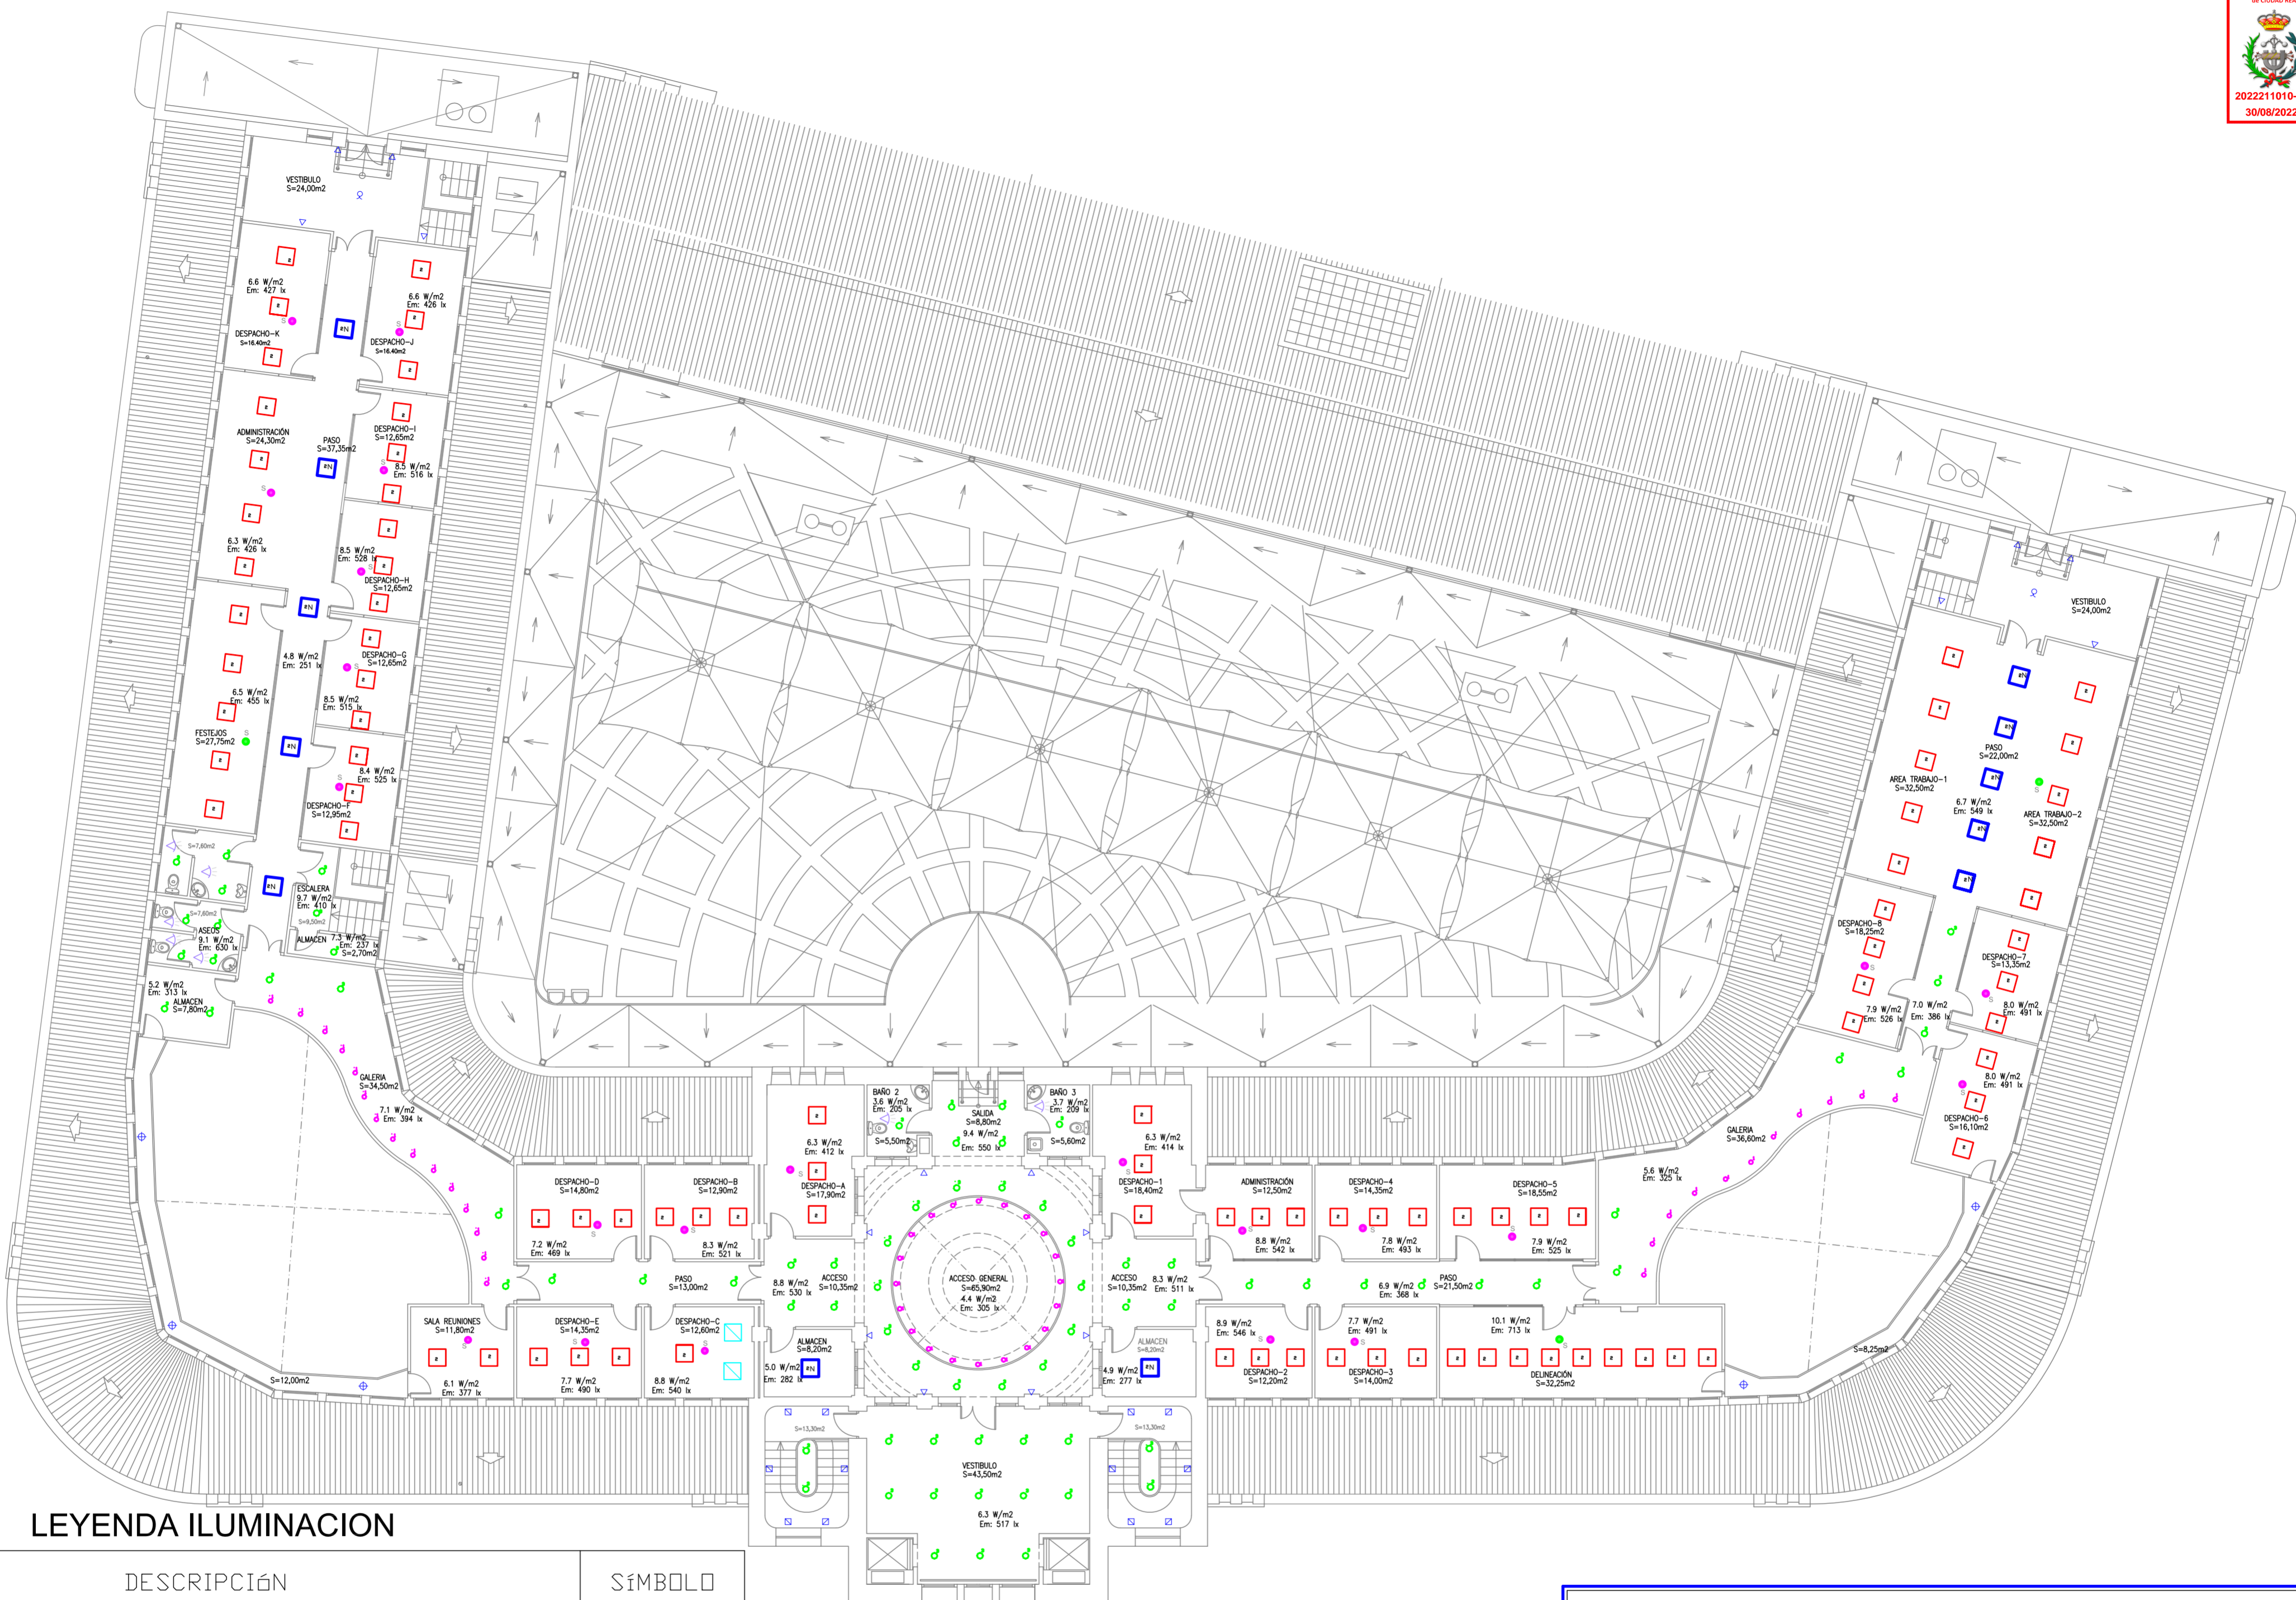 de CIUDAD REAL
2022211010-
30/08/2022
VESTIBULO
S=24,00m2
6.6 W/m2
Em: 427 lx
DESPACHO-K
S=16.40m2
6.6 W/m2
Em: 426 lx
DESPACHO-J
S=16.40m2
ADMINISTRACIÓN
S=24,30m2
PASO
S=37,35m2
DESPACHO-I
S=12,65m2
8.5 W/m2
Em: 516 lx
6.3 W/m2
Em: 426 lx
8.5 W/m2
Em: 528 lx
DESPACHO-H
S=12,65m2
4.8 W/m2
Em: 251 lx
DESPACHO-G
S=12,65m2
8.5 W/m2
Em: 515 lx
6.5 W/m2
Em: 455 lx
FESTEJOS
S=27,75m2
8.4 W/m2
Em: 525 lx
DESPACHO-F
S=12,95m2
S=7,60m2
ESCALERA
9.7 W/m2
Em: 410 lx
S=9,50m2
S=7,60m2
ASEOS
9.1 W/m2
Em: 630 lx
ALMACEN
7.3 W/m2
Em: 237 lx
S=2,70m2
5.2 W/m2
Em: 313 lx
ALMACEN
S=7,80m2
GALERIA
S=34,50m2
7.1 W/m2
Em: 394 lx
VESTIBULO
S=24,00m2
PASO
S=22,00m2
AREA TRABAJO-1
S=32,50m2
6.7 W/m2
Em: 549 lx
AREA TRABAJO-2
S=32,50m2
DESPACHO-8
S=18,25m2
DESPACHO-7
S=13,35m2
7.9 W/m2
Em: 526 lx
7.0 W/m2
Em: 386 lx
8.0 W/m2
Em: 491 lx
8.0 W/m2
Em: 491 lx
DESPACHO-6
S=16,10m2
GALERIA
S=36,60m2
5.6 W/m2
Em: 325 lx
BAÑO 2
3.6 W/m2
Em: 205 lx
S=5,50m2
SALIDA
S=8,80m2
9.4 W/m2
Em: 550 lx
BAÑO 3
3.7 W/m2
Em: 209 lx
S=5,60m2
6.3 W/m2
Em: 412 lx
DESPACHO-A
S=17,90m2
6.3 W/m2
Em: 414 lx
DESPACHO-1
S=18,40m2
DESPACHO-D
S=14,80m2
7.2 W/m2
Em: 469 lx
DESPACHO-B
S=12,90m2
8.3 W/m2
Em: 521 lx
ADMINISTRACIÓN
S=12,50m2
8.8 W/m2
Em: 542 lx
DESPACHO-4
S=14,35m2
7.8 W/m2
Em: 493 lx
DESPACHO-5
S=18,55m2
7.9 W/m2
Em: 525 lx
PASO
S=13,00m2
8.8 W/m2
Em: 530 lx
ACCESO
S=10,35m2
ACCESO GENERAL
S=65,90m2
4.4 W/m2
Em: 305 lx
ACCESO
S=10,35m2
8.3 W/m2
Em: 511 lx
6.9 W/m2
Em: 368 lx
PASO
S=21,50m2
SALA REUNIONES
S=11,80m2
6.1 W/m2
Em: 377 lx
DESPACHO-E
S=14,35m2
7.7 W/m2
Em: 490 lx
DESPACHO-C
S=12,60m2
8.8 W/m2
Em: 540 lx
ALMACEN
S=8,20m2
5.0 W/m2
Em: 282 lx
ALMACEN
S=8,20m2
4.9 W/m2
Em: 277 lx
8.9 W/m2
Em: 546 lx
DESPACHO-2
S=12,20m2
7.7 W/m2
Em: 491 lx
DESPACHO-3
S=14,00m2
10.1 W/m2
Em: 713 lx
DELINEACIÓN
S=32,25m2
S=12,00m2
S=8,25m2
S=13,30m2
S=13,30m2
VESTIBULO
S=43,50m2
6.3 W/m2
Em: 517 lx
LEYENDA ILUMINACION
DESCRIPCIóN
SíMBOLO